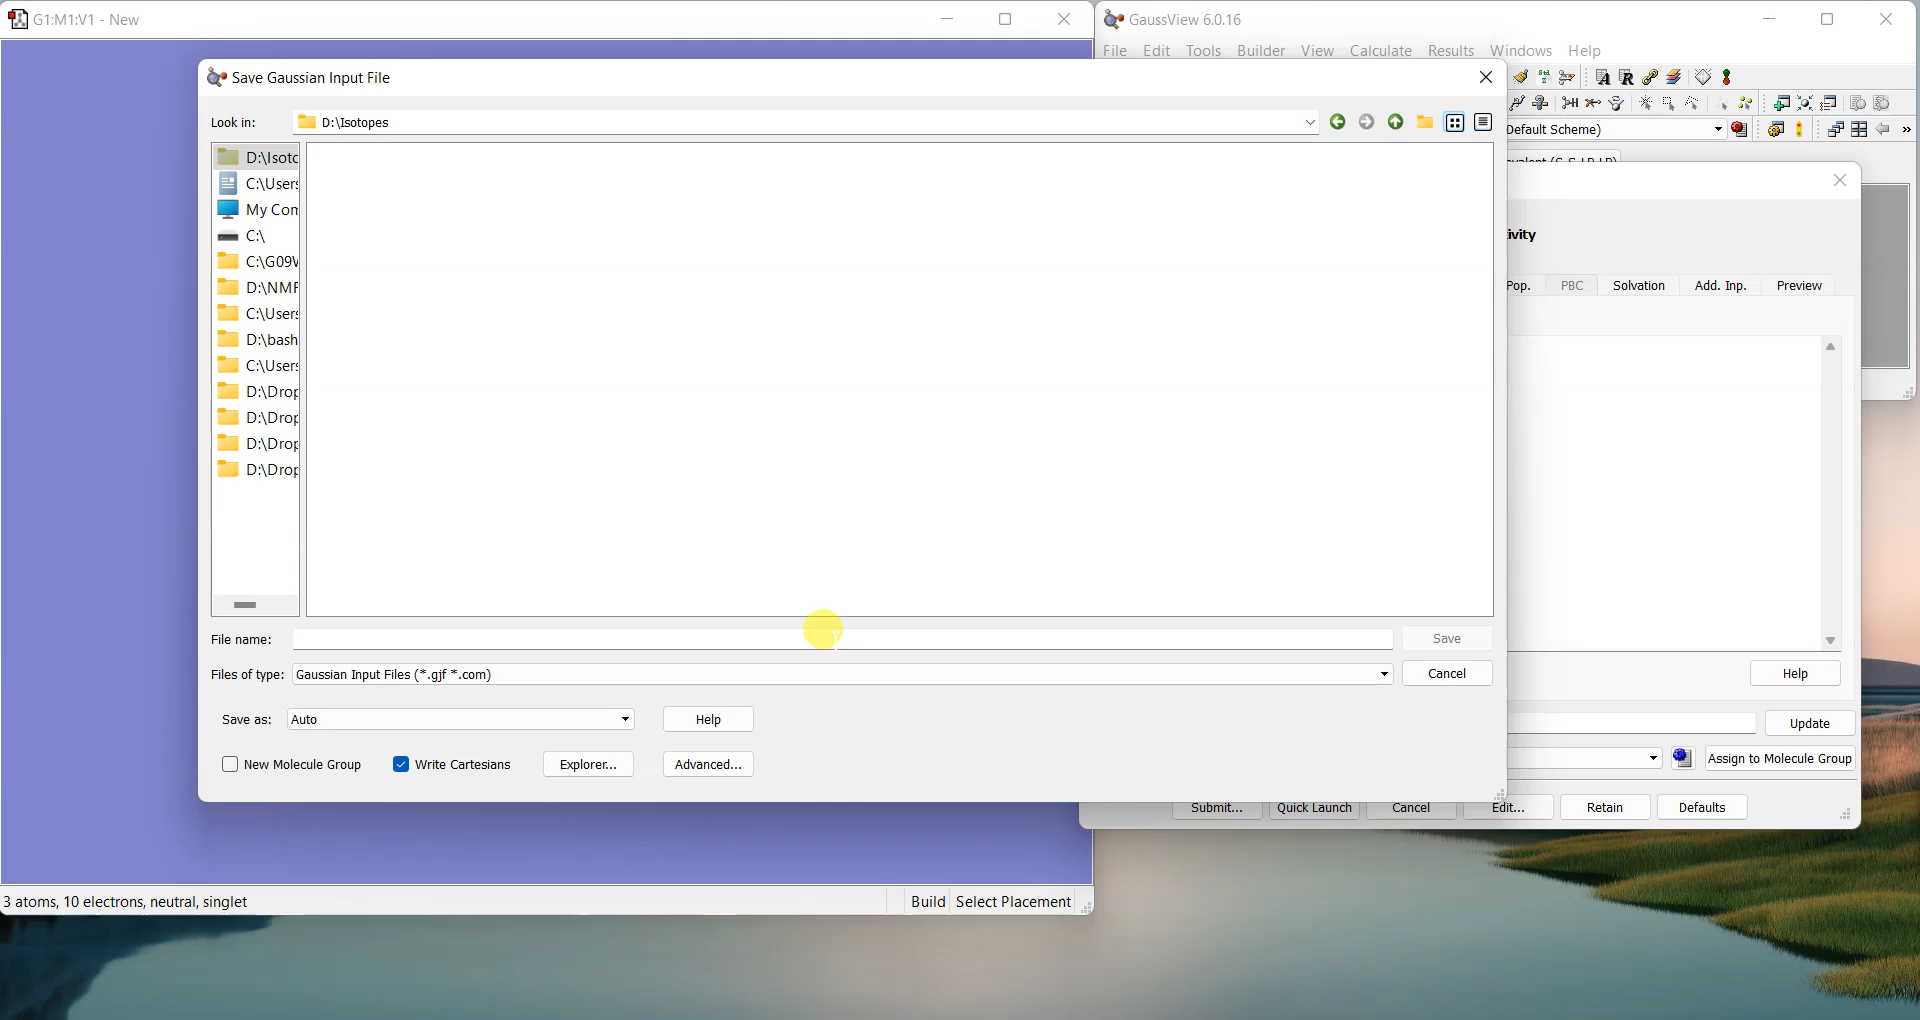 G1:M1:V1 - New
GaussView 6.0.16
File Edit Tools Builder View Calculate Results Windows Help
Save Gaussian Input File
Look in: D:\Isotopes
Default Scheme)
D:\Isoto
C:\Users
My Com
C:\
C:\G09W
D:\NMR
C:\Users
D:\bash
C:\Users
D:\Drop
D:\Drop
D:\Drop
D:\Drop
ivity
Pop. PBC Solvation Add. Inp. Preview
File name: Save
Files of type: Gaussian Input Files (*.gjf *.com) Cancel
Help
Save as: Auto Help
Update
New Molecule Group Write Cartesians Explorer... Advanced...
Assign to Molecule Group
Submit... Quick Launch Cancel Edit... Retain Defaults
3 atoms, 10 electrons, neutral, singlet
Build Select Placement